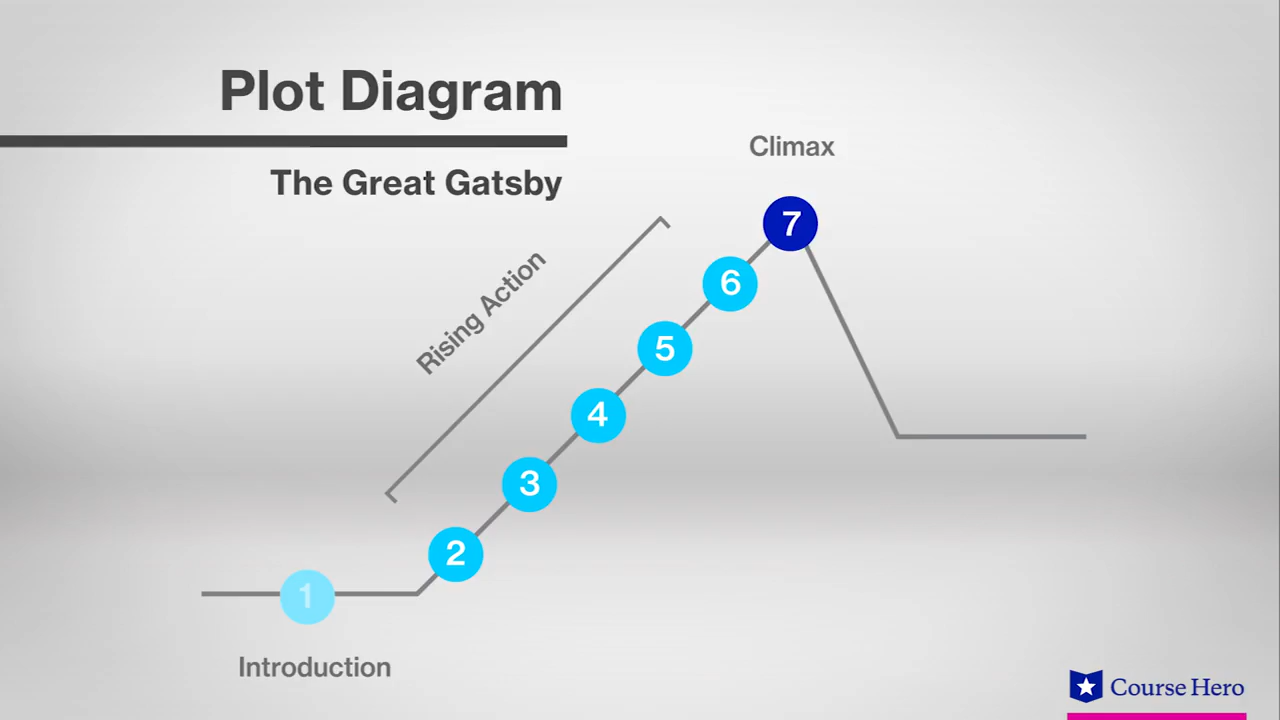 Plot Diagram
The Great Gatsby
Climax
7
Rising Action
6
5
4
3
2
1
Introduction
Course Hero